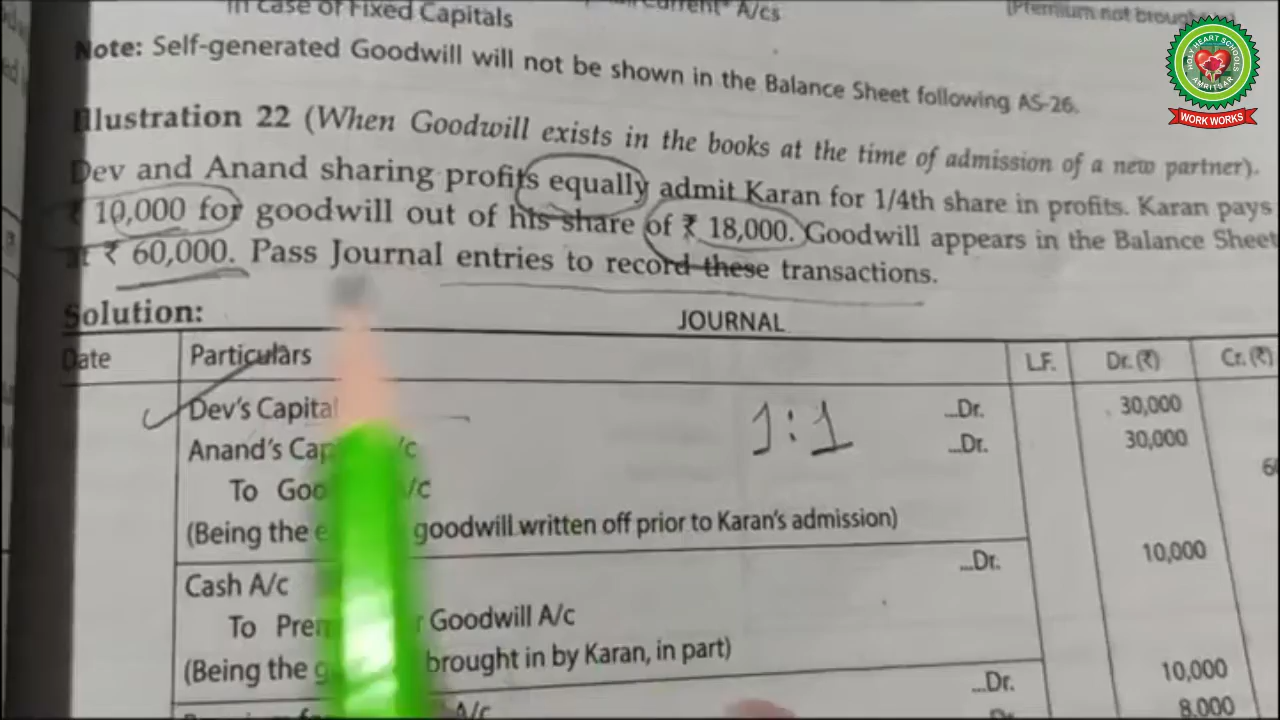 In case of Fixed Capitals
Current A/cs
(Premium not brought
Note: Self-generated Goodwill will not be shown in the Balance Sheet following AS-26.
Illustration 22 (When Goodwill exists in the books at the time of admission of a new partner).
Dev and Anand sharing profits equally admit Karan for 1/4th share in profits. Karan pays
₹ 10,000 for goodwill out of his share of ₹ 18,000. Goodwill appears in the Balance Sheet
at ₹ 60,000. Pass Journal entries to record these transactions.
Solution:
JOURNAL
Date Particulars L.F. Dr. (₹) Cr. (₹)
Dev's Capital ...Dr. 30,000
Anand's 1:1 ...Dr. 30,000
To
(Being the goodwill written off prior to Karan's admission)
Cash A/c ...Dr. 10,000
To Goodwill A/c
(Being the brought in by Karan, in part)
A/c ...Dr. 10,000
8,000
HOLY HEART SCHOOLS
AMRITSAR
WORK WORKS